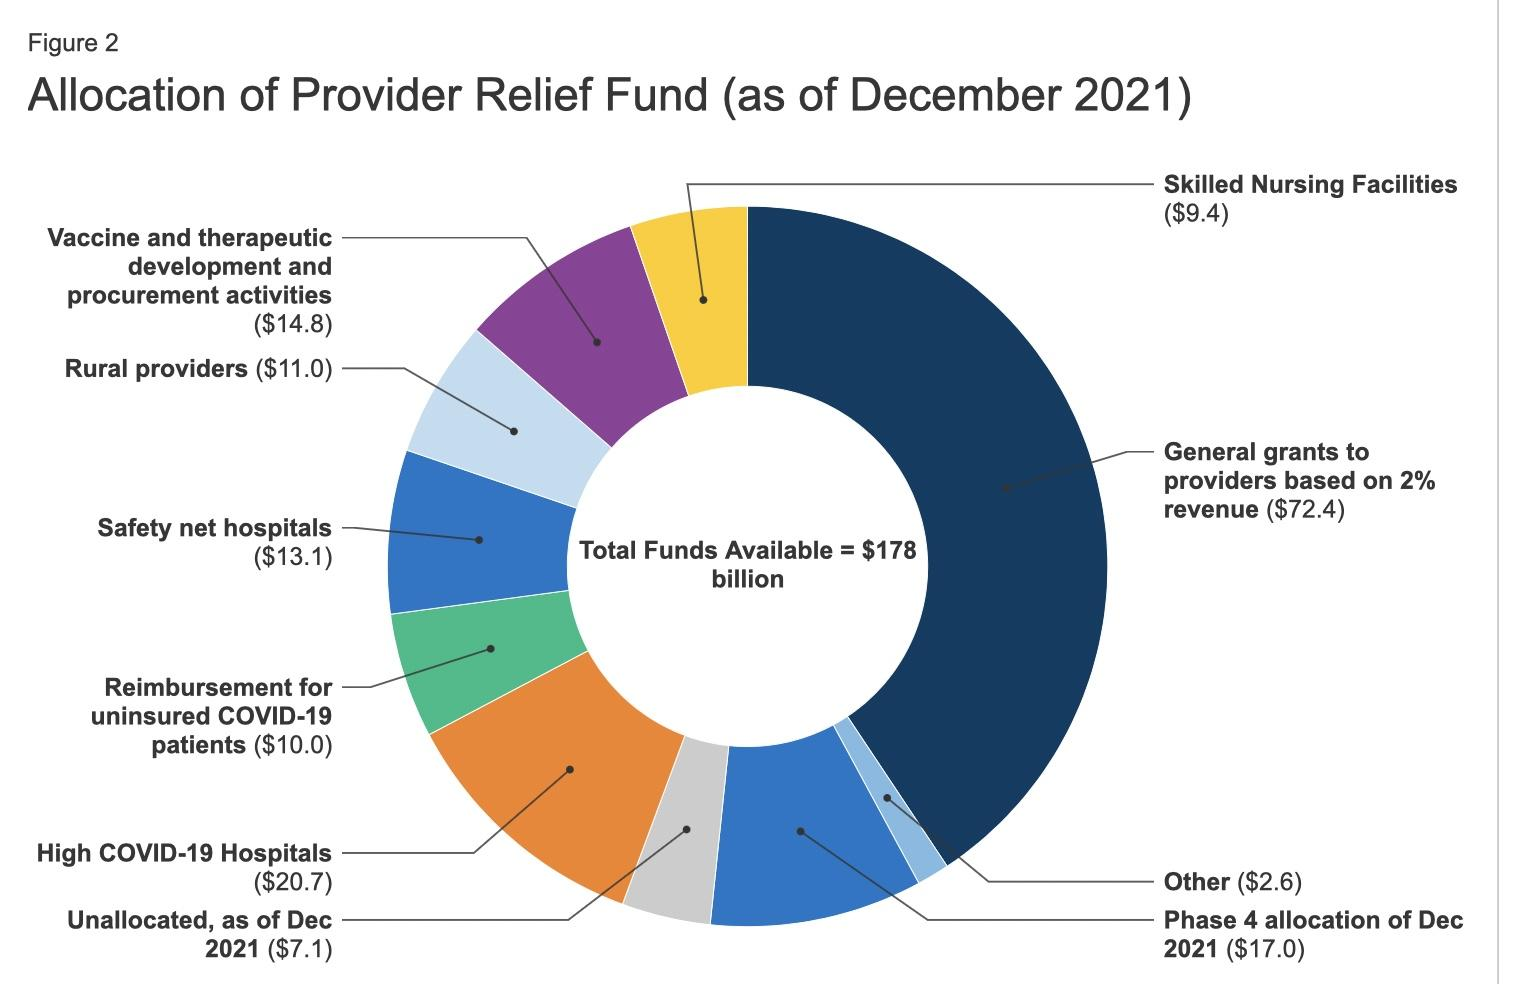 Figure 2
Allocation of Provider Relief Fund (as of December 2021)
Skilled Nursing Facilities
($9.4)
General grants to
providers based on 2%
revenue ($72.4)
Other ($2.6)
Phase 4 allocation of Dec
2021 ($17.0)
Vaccine and therapeutic
development and
procurement activities
($14.8)
Rural providers ($11.0)
Safety net hospitals
($13.1)
Reimbursement for
uninsured COVID-19
patients ($10.0)
High COVID-19 Hospitals
($20.7)
Unallocated, as of Dec
2021 ($7.1)
Total Funds Available = $178
billion